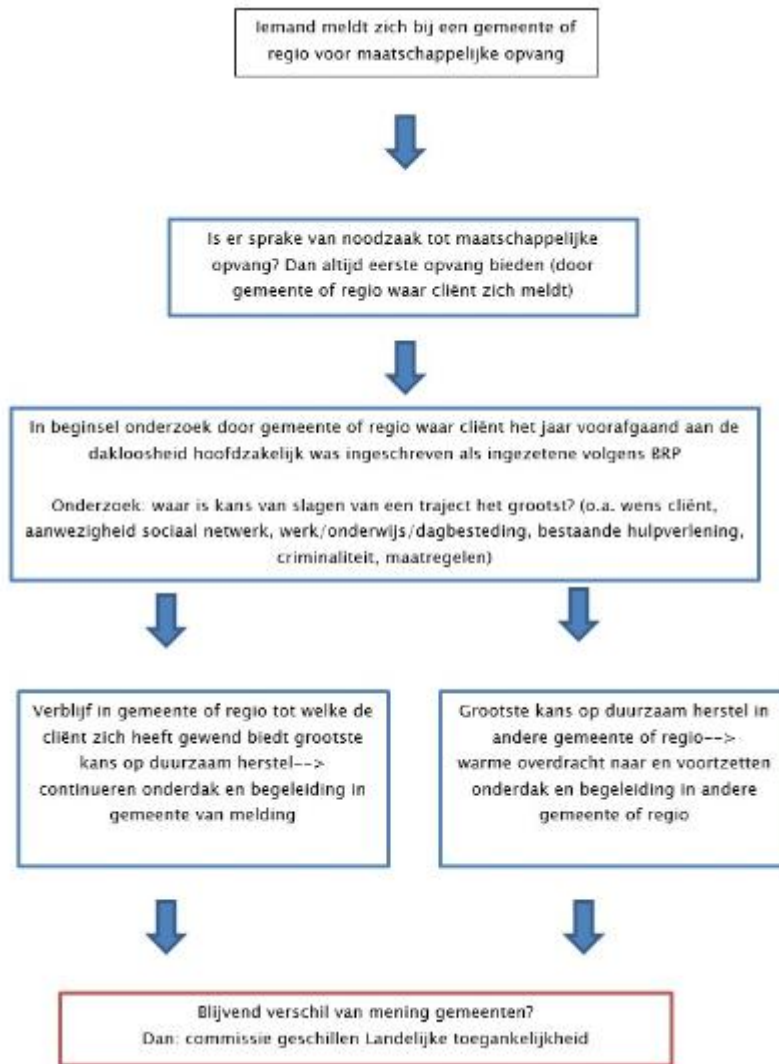 Iemand meldt zich bij een gemeente of
regio voor maatschappelijke opvang
Is er sprake van noodzaak tot maatschappelijke
opvang? Dan altijd eerste opvang bieden (door
gemeente of regio waar cliënt zich meldt)
In beginsel onderzoek door gemeente of regio waar cliënt het jaar voorafgaand aan de
dakloosheid hoofdzakelijk was ingeschreven als ingezetene volgens BRP
Onderzoek: waar is kans van slagen van een traject het grootst? (o.a. wens cliënt,
aanwezigheid sociaal netwerk, werk/onderwijs/dagbesteding, bestaande hulpverlening,
criminaliteit, maatregelen)
Verblijf in gemeente of regio tot welke de
cliënt zich heeft gewend biedt grootste
kans op duurzaam herstel-->
continueren onderdak en begeleiding in
gemeente van melding
Grootste kans op duurzaam herstel in
andere gemeente of regio-->
warme overdracht naar en voortzetten
onderdak en begeleiding in andere
gemeente of regio
Blijvend verschil van mening gemeenten?
Dan: commissie geschillen Landelijke toegankelijkheid